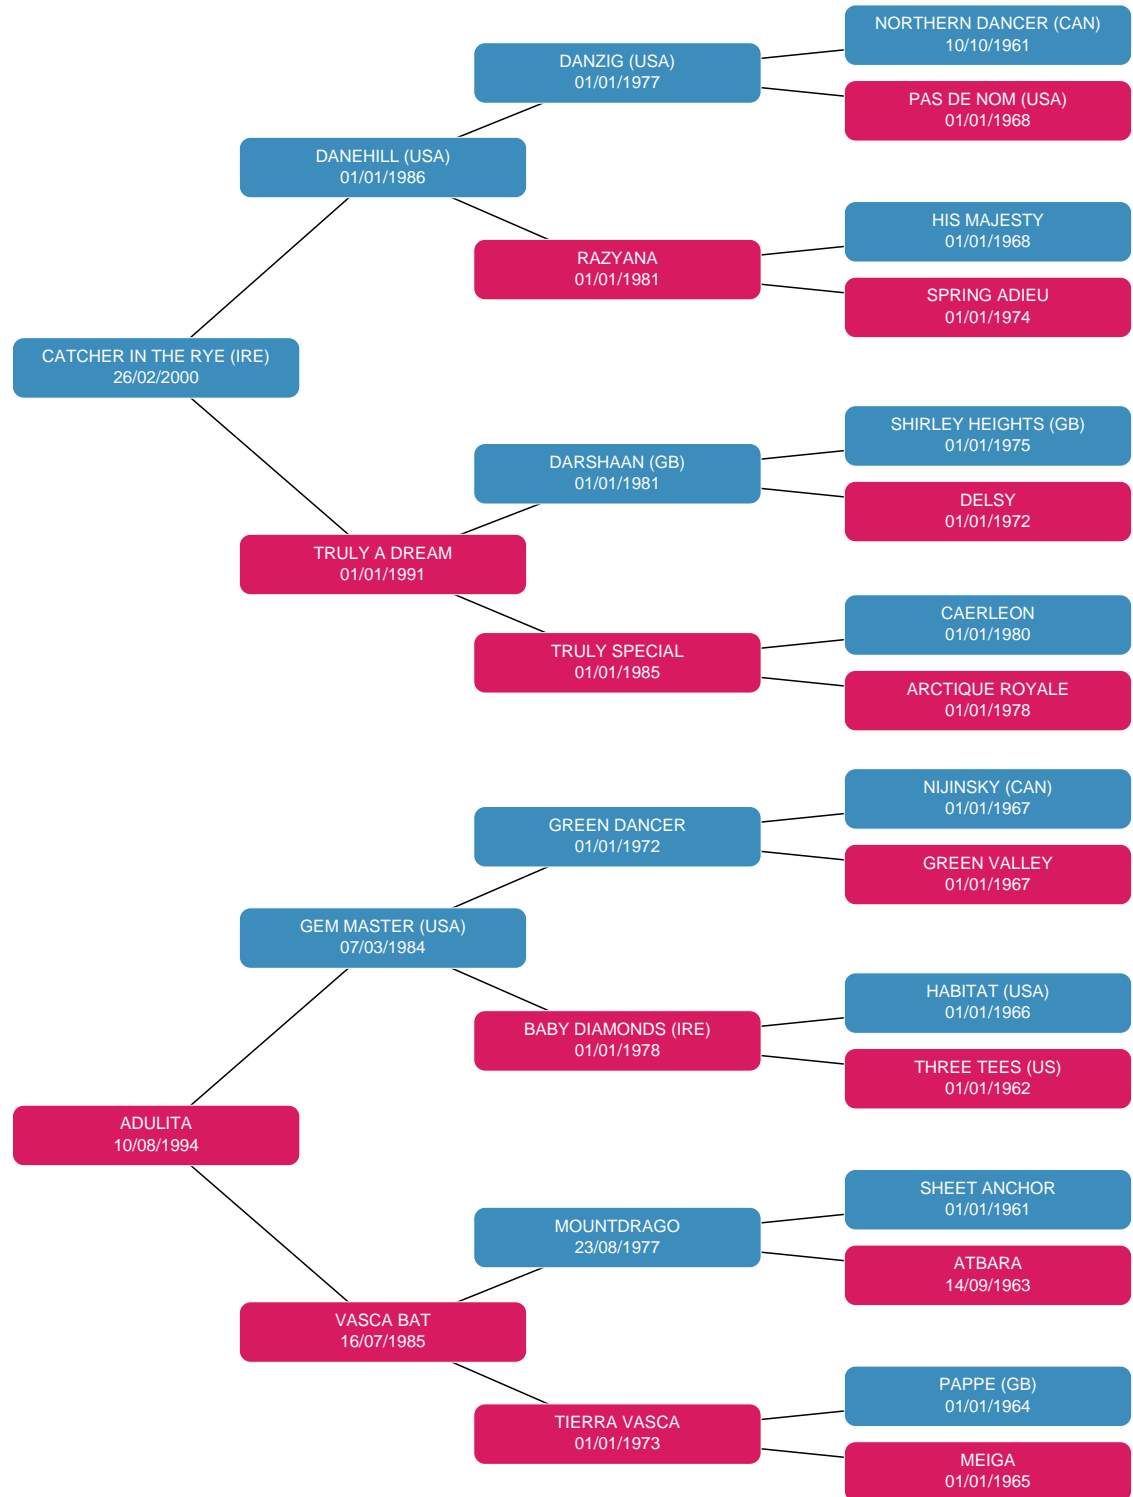 NORTHERN DANCER (CAN)
10/10/1961
DANZIG (USA)
01/01/1977
PAS DE NOM (USA)
01/01/1968
DANEHILL (USA)
01/01/1986
HIS MAJESTY
01/01/1968
RAZYANA
01/01/1981
SPRING ADIEU
01/01/1974
CATCHER IN THE RYE (IRE)
26/02/2000
SHIRLEY HEIGHTS (GB)
01/01/1975
DARSHAAN (GB)
01/01/1981
DELSY
01/01/1972
TRULY A DREAM
01/01/1991
CAERLEON
01/01/1980
TRULY SPECIAL
01/01/1985
ARCTIQUE ROYALE
01/01/1978
NIJINSKY (CAN)
01/01/1967
GREEN DANCER
01/01/1972
GREEN VALLEY
01/01/1967
GEM MASTER (USA)
07/03/1984
HABITAT (USA)
01/01/1966
BABY DIAMONDS (IRE)
01/01/1978
THREE TEES (US)
01/01/1962
ADULITA
10/08/1994
SHEET ANCHOR
01/01/1961
MOUNTDRAGO
23/08/1977
ATBARA
14/09/1963
VASCA BAT
16/07/1985
PAPPE (GB)
01/01/1964
TIERRA VASCA
01/01/1973
MEIGA
01/01/1965